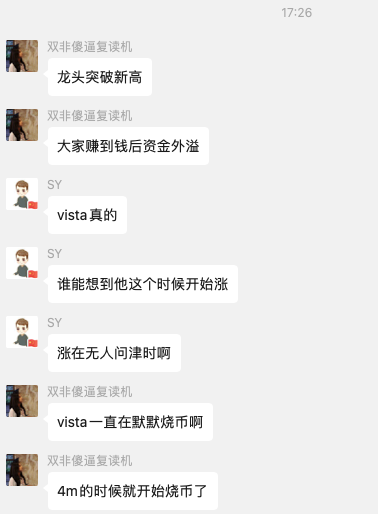 17:26
双非傻逼复读机
龙头突破新高
双非傻逼复读机
大家赚到钱后资金外溢
SY
vista真的
SY
谁能想到他这个时候开始涨
SY
涨在无人问津时啊
双非傻逼复读机
vista一直在默默烧币啊
双非傻逼复读机
4m的时候就开始烧币了